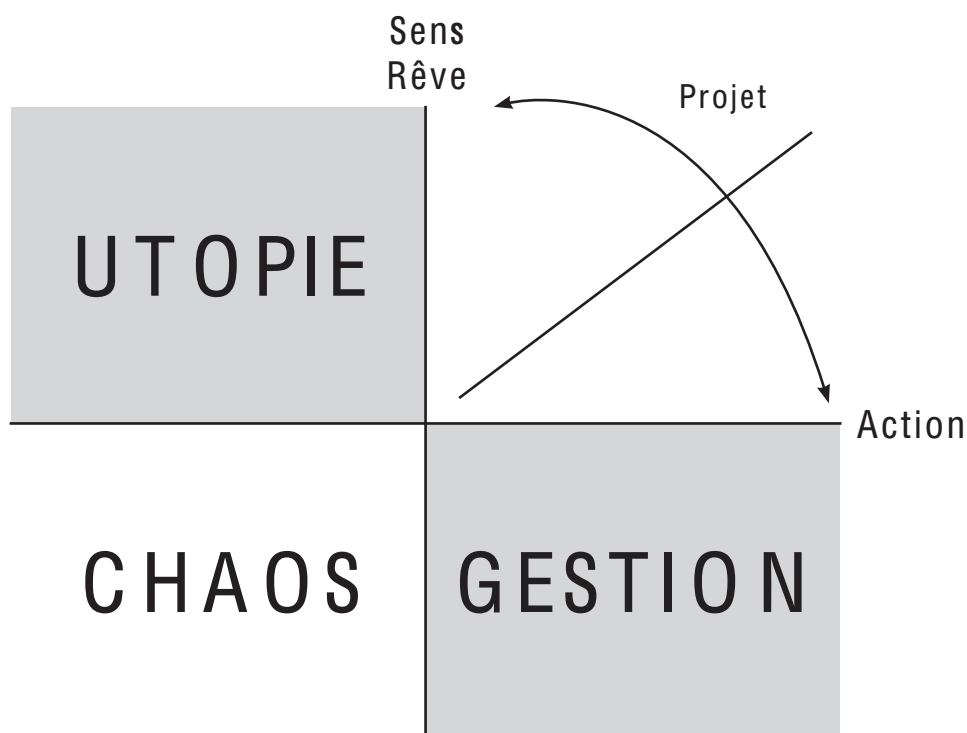 Sens
Rêve
Projet
UTOPIE
Action
CHAOS
GESTION